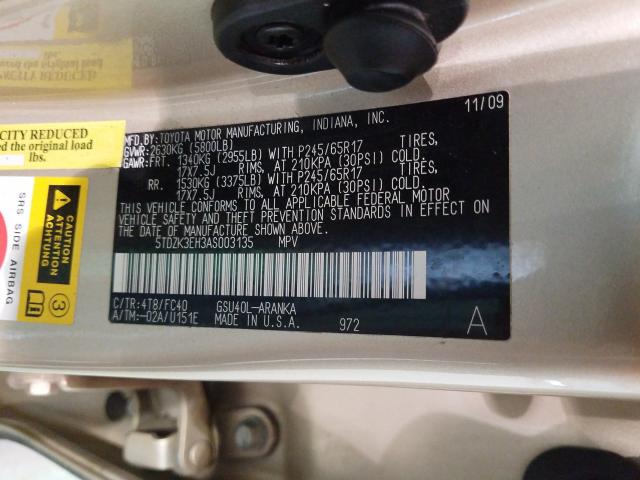 CITY REDUCED
d the original load
lbs.
SRS SIDE AIRBAG
CAUTION
ATTENTION
ACHTUNG
3
11/09
MFD.BY:TOYOTA MOTOR MANUFACTURING, INDIANA, INC.
GVWR:2630KG (5800LB)
GAWR:FRT. 1340KG (2955LB) WITH P245/65R17 TIRES,
17X7.5J RIMS, AT 210KPA (30PSI) COLD.
RR. 1530KG (3375LB) WITH P245/65R17 TIRES,
17X7.5J RIMS, AT 210KPA (30PSI) COLD.
THIS VEHICLE CONFORMS TO ALL APPLICABLE FEDERAL MOTOR
VEHICLE SAFETY AND THEFT PREVENTION STANDARDS IN EFFECT ON
THE DATE OF MANUFACTURE SHOWN ABOVE.
5TDZK3EH3AS003135 MPV
C/TR:4T8/FC40 GSU40L-ARANKA
A/TM:-02A/U151E MADE IN U.S.A. 972 A